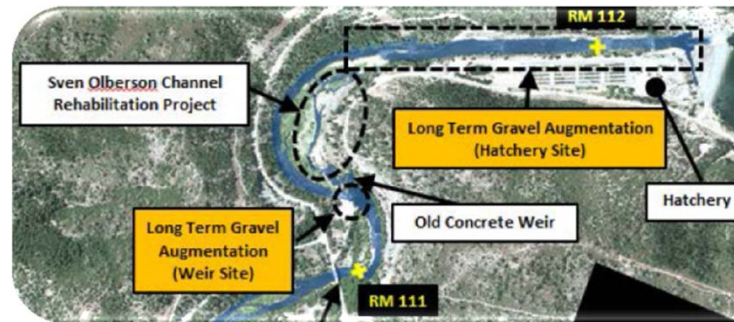 RM 112
Sven Olberson Channel
Rehabilitation Project
Long Term Gravel Augmentation
(Hatchery Site)
Hatchery
Old Concrete Weir
Long Term Gravel
Augmentation
(Weir Site)
RM 111